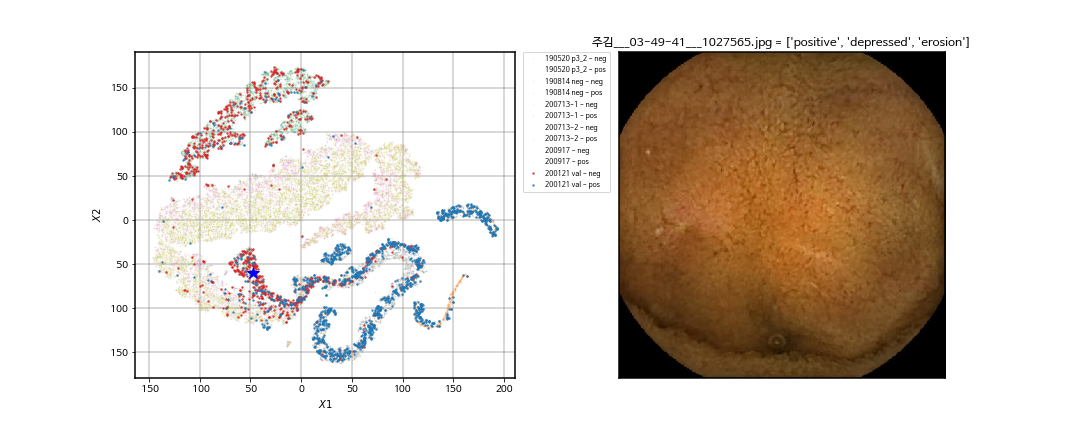 주김___03-49-41___1027565.jpg = ['positive', 'depressed', 'erosion']
190520 p3_2 – neg
190520 p3_2 – pos
190814 neg – neg
190814 neg – pos
200713–1 – neg
200713–1 – pos
200713–2 – neg
200713–2 – pos
200917 – neg
200917 – pos
200121 val – neg
200121 val – pos
X2
150
100
50
0
50
100
150
150
100
50
0
50
100
150
200
X1